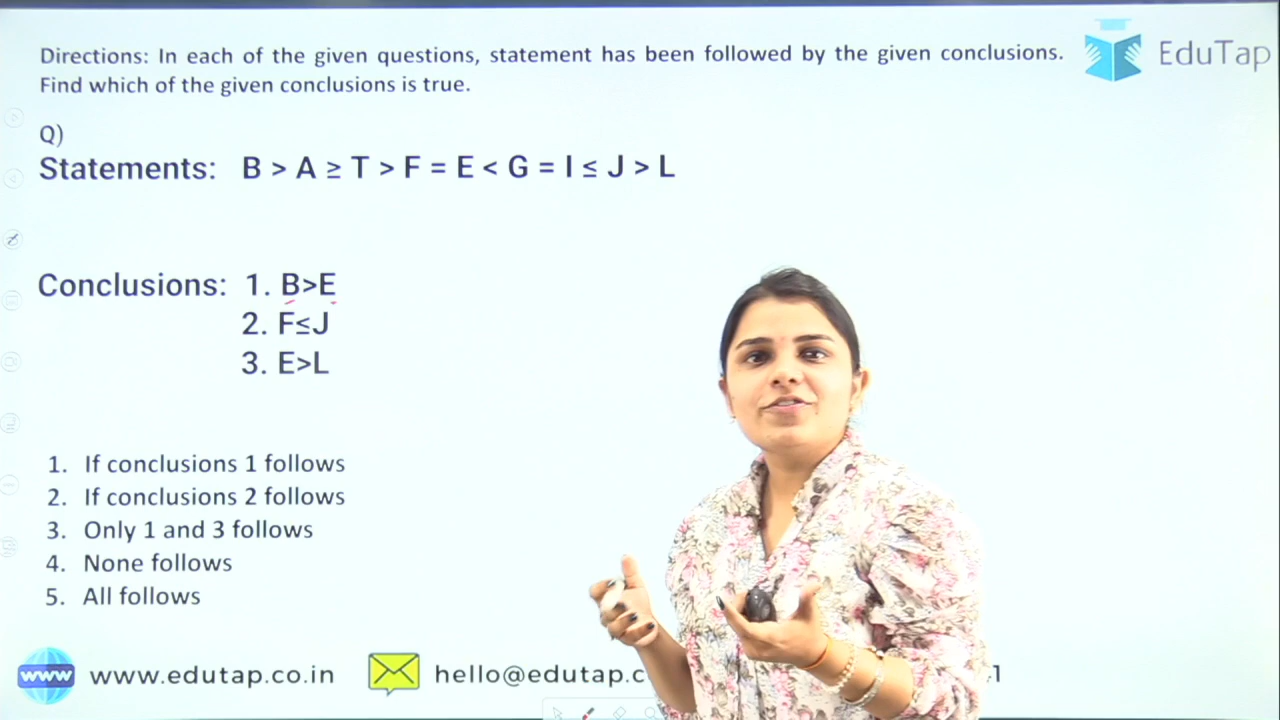 Directions: In each of the given questions, statement has been followed by the given conclusions.
Find which of the given conclusions is true.
EduTap
Q)
Statements: B > A ≥ T > F = E < G = I ≤ J > L
Conclusions: 1. B>E
2. F≤J
3. E>L
1. If conclusions 1 follows
2. If conclusions 2 follows
3. Only 1 and 3 follows
4. None follows
5. All follows
www
www.edutap.co.in
hello@edutap.c
1